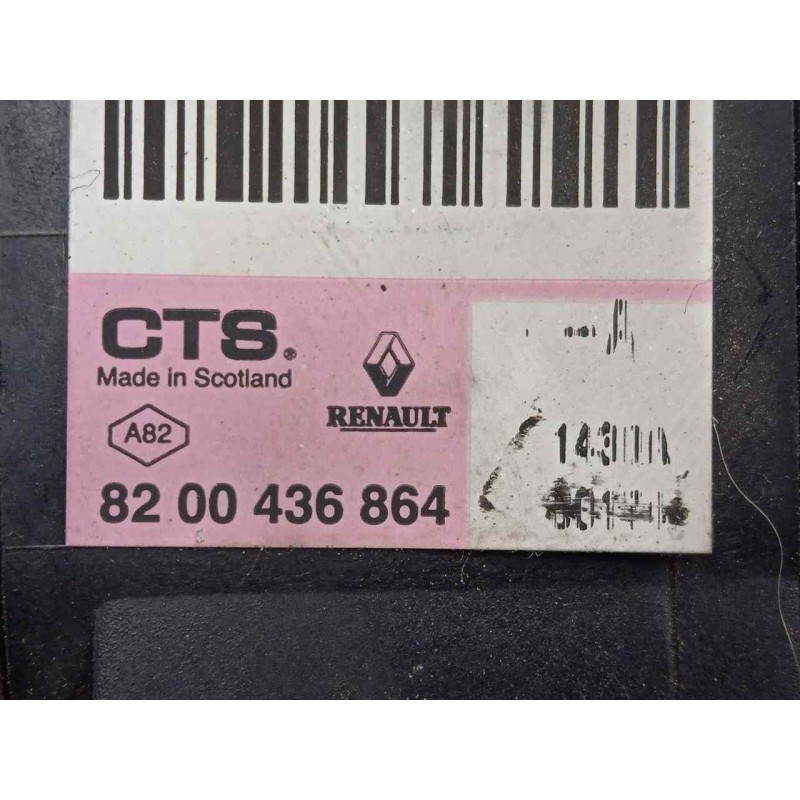 CTS®
Made in Scotland
RENAULT
A82
82 00 436 864